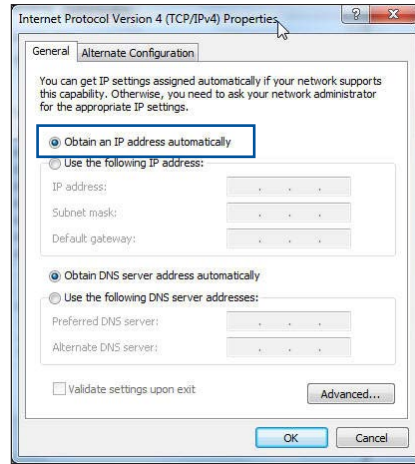 Internet Protocol Version 4 (TCP/IPv4) Properties
General
Alternate Configuration
You can get IP settings assigned automatically if your network supports
this capability. Otherwise, you need to ask your network administrator
for the appropriate IP settings.
Obtain an IP address automatically
Use the following IP address:
IP address:
Subnet mask:
Default gateway:
Obtain DNS server address automatically
Use the following DNS server addresses:
Preferred DNS server:
Alternate DNS server:
Validate settings upon exit
Advanced...
OK
Cancel